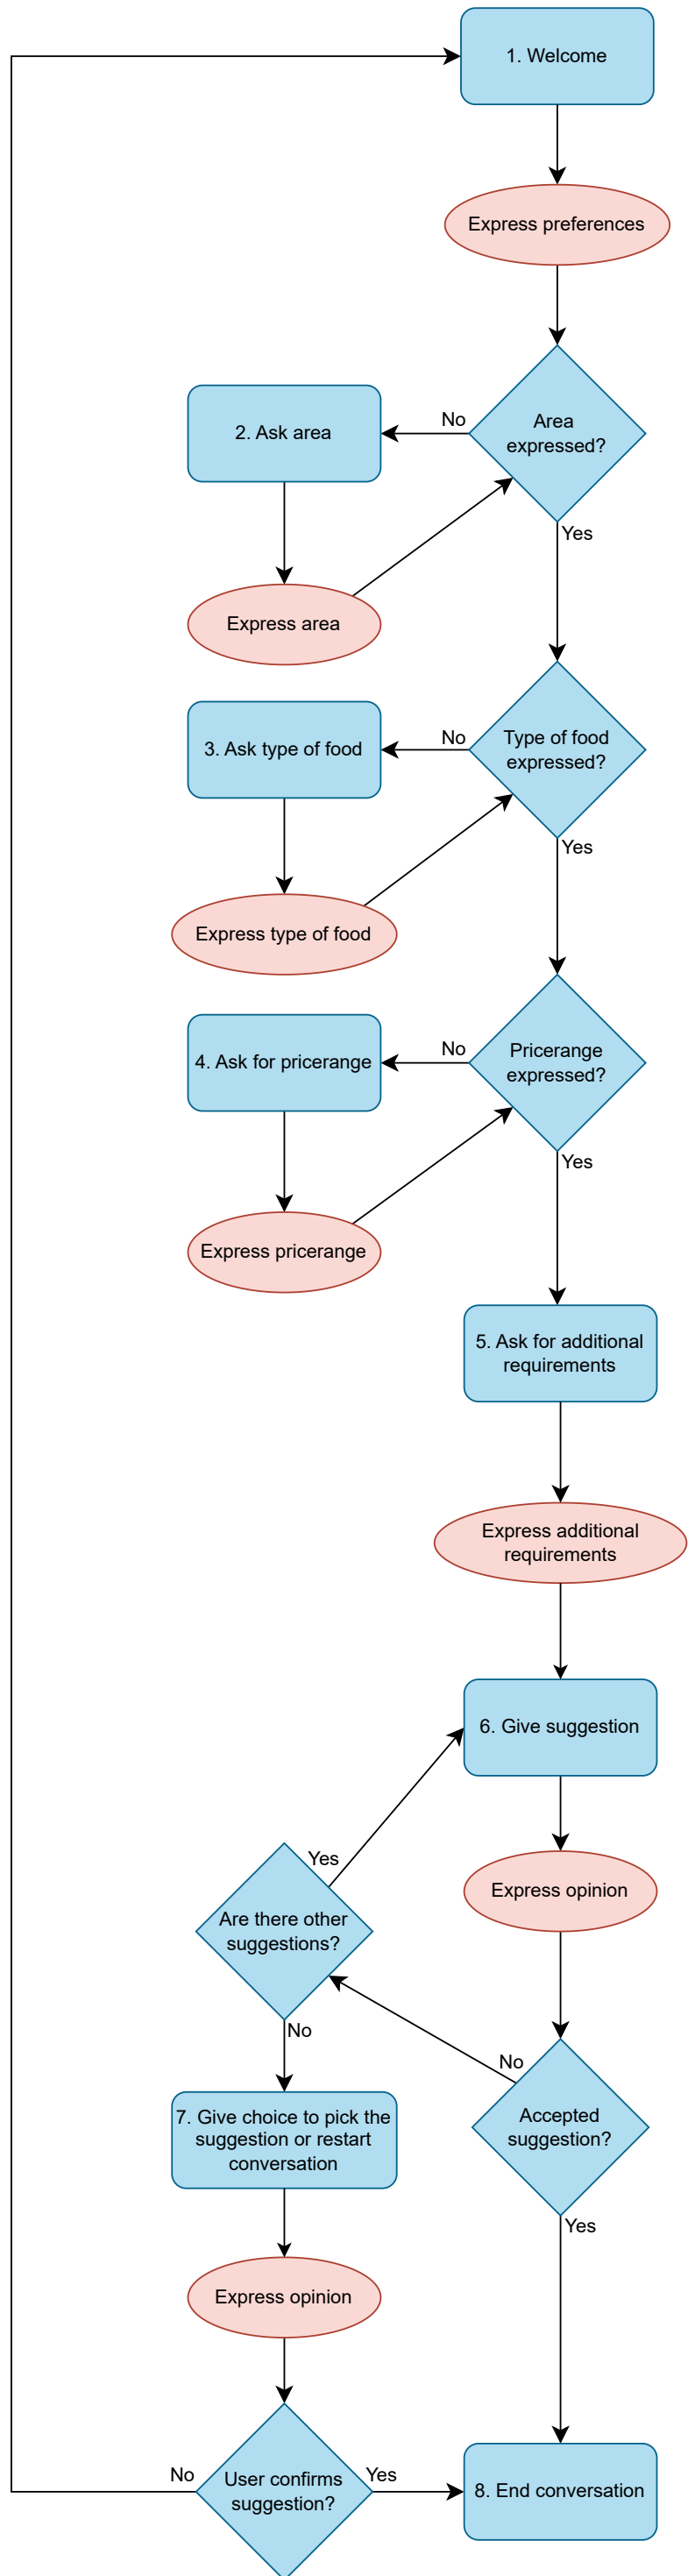 1. Welcome
Express preferences
Area
expressed?
No
2. Ask area
Yes
Express area
Type of food
expressed?
No
3. Ask type of food
Yes
Express type of food
Pricerange
expressed?
No
4. Ask for pricerange
Yes
Express pricerange
5. Ask for additional
requirements
Express additional
requirements
6. Give suggestion
Yes
Express opinion
Are there other
suggestions?
No
No
Accepted
suggestion?
7. Give choice to pick the
suggestion or restart
conversation
Yes
Express opinion
No
User confirms
suggestion?
Yes
8. End conversation